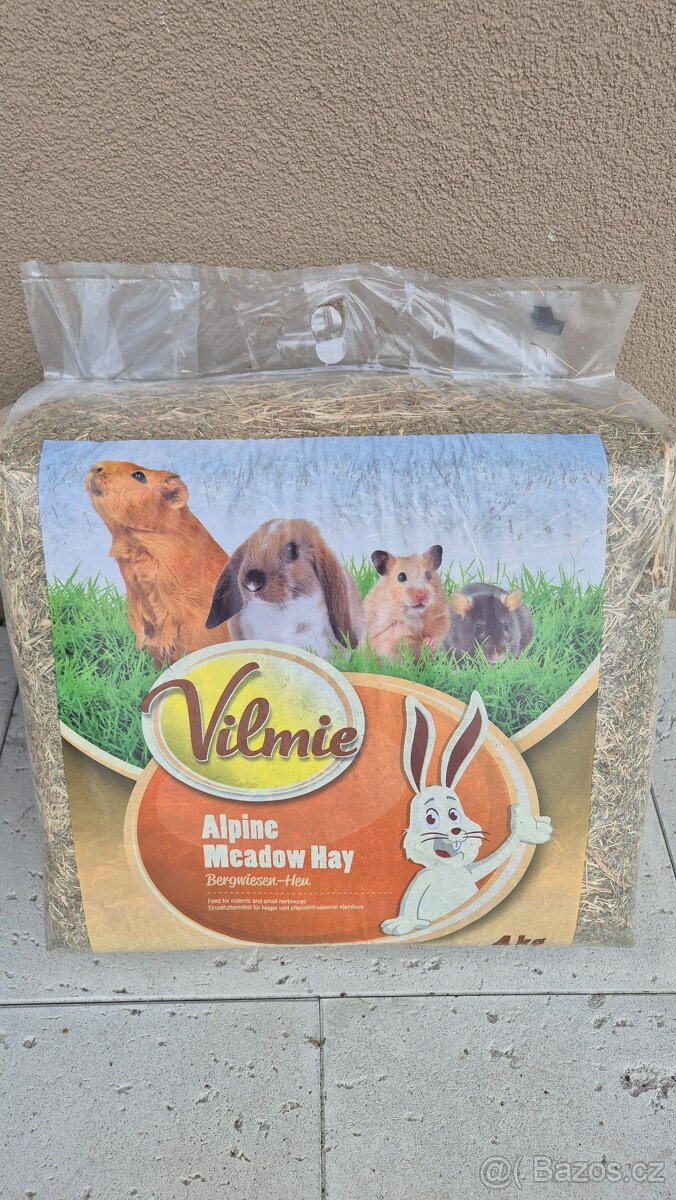 Vilmie
Alpine
Meadow Hay
Bergwiesen-Heu
Feed for rodents and small herbivores
Einzelfuttermittel für Nager und pflanzenfressende Kleintiere
4 kg
@( Bazos.cz